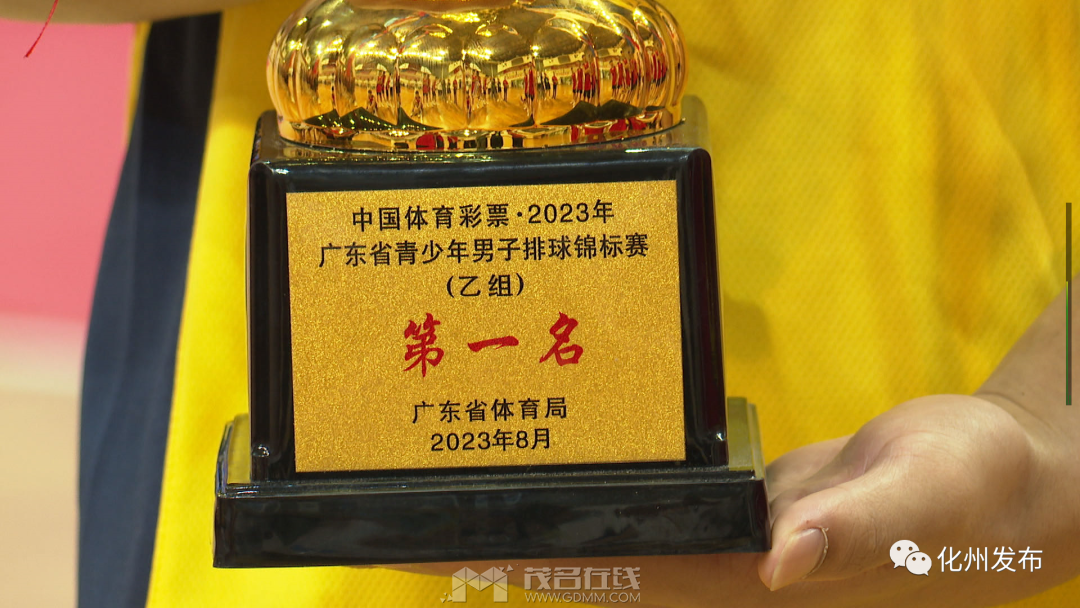 中国体育彩票·2023年
广东省青少年男子排球锦标赛
(乙组)
第一名
广东省体育局
2023年8月
化州发布
茂名在线
WWW.GDMM.COM